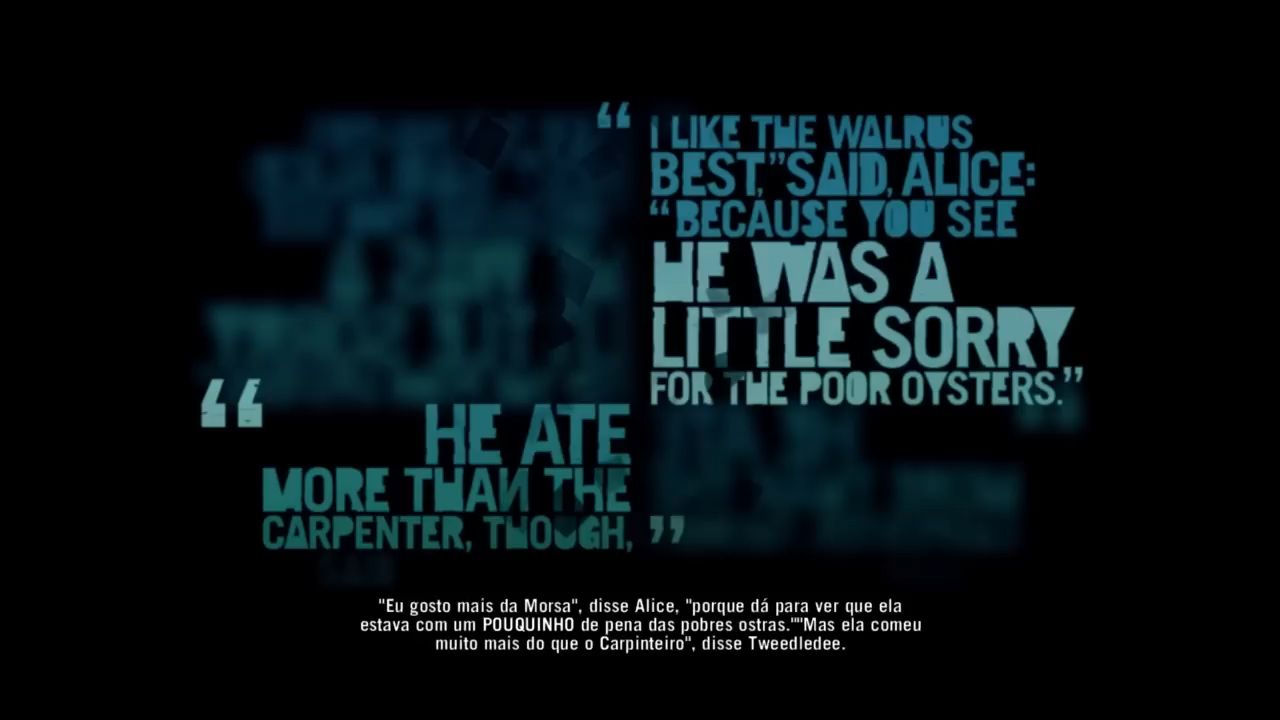 “ I LIKE THE WALRUS
BEST,” SAID, ALICE:
“BECAUSE YOU SEE
HE WAS A
LITTLE SORRY
FOR THE POOR OYSTERS.”
“ HE ATE
MORE THAN THE
CARPENTER, THOUGH, ”
"Eu gosto mais da Morsa", disse Alice, "porque dá para ver que ela
estava com um POUQUINHO de pena das pobres ostras.""Mas ela comeu
muito mais do que o Carpinteiro", disse Tweedledee.